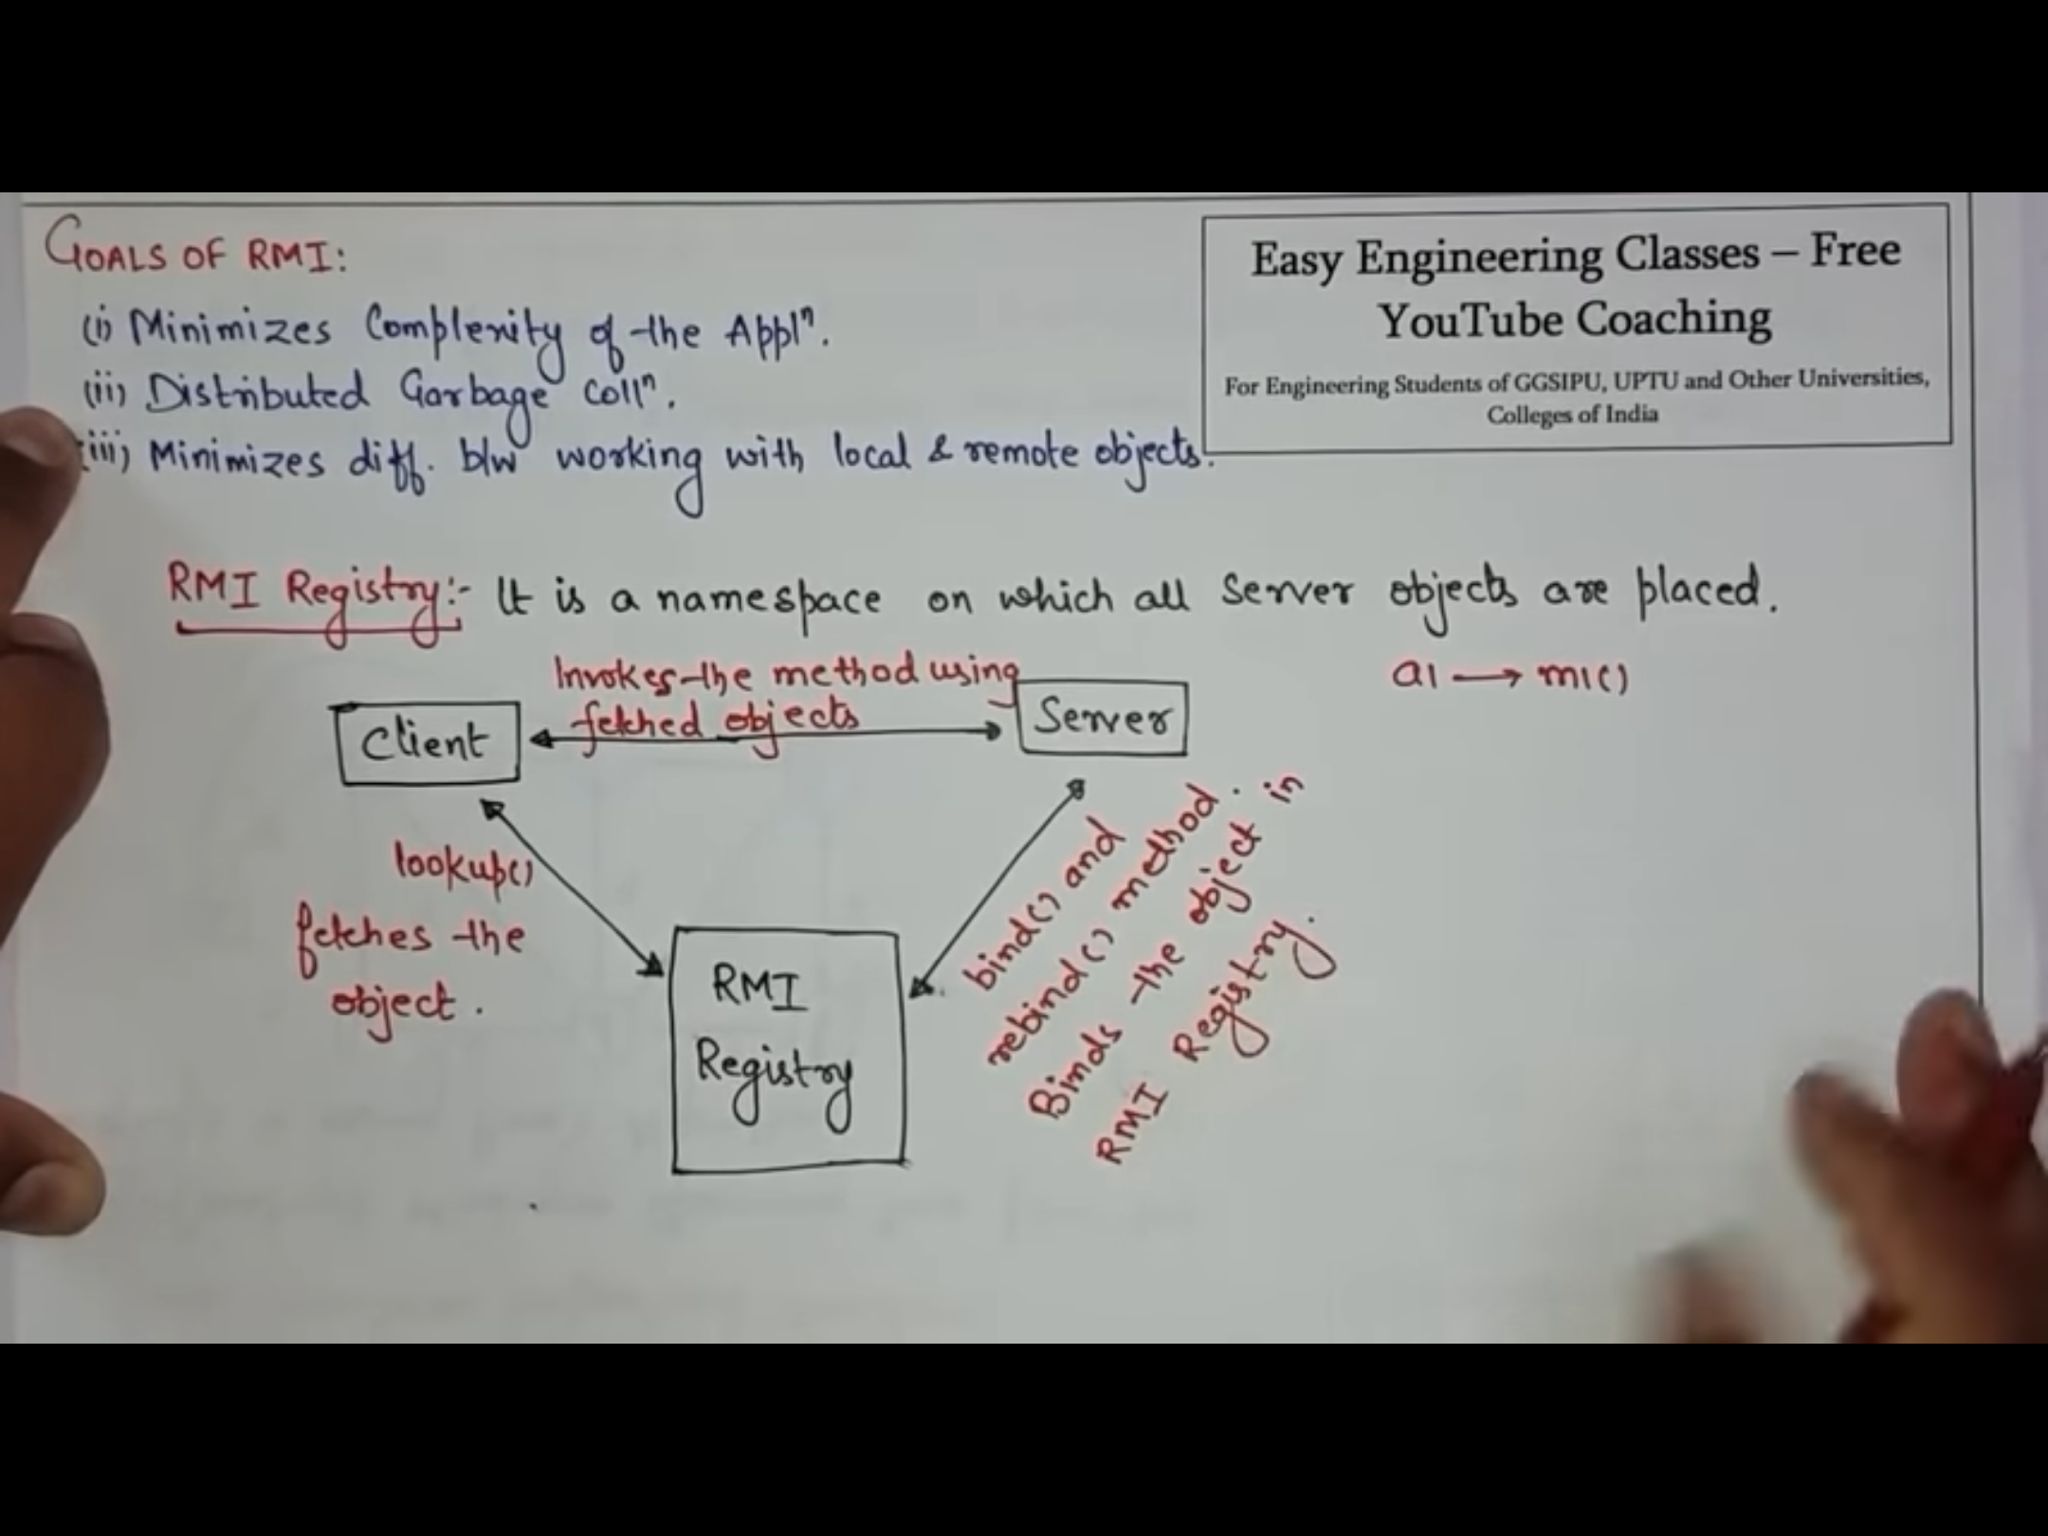 GOALS OF RMI:
(i) Minimizes Complexity of the Applⁿ.
(ii) Distributed Garbage Collⁿ.
(iii) Minimizes diff. b/w working with local & remote objects.
Easy Engineering Classes – Free
YouTube Coaching
For Engineering Students of GGSIPU, UPTU and Other Universities,
Colleges of India
RMI Registry:- It is a namespace on which all Server objects are placed.
a1 → m1()
Invokes the method using
fetched objects
Client
Server
lookup()
fetches the
object.
bind() and
rebind() method.
Binds the object in
RMI Registry.
RMI
Registry